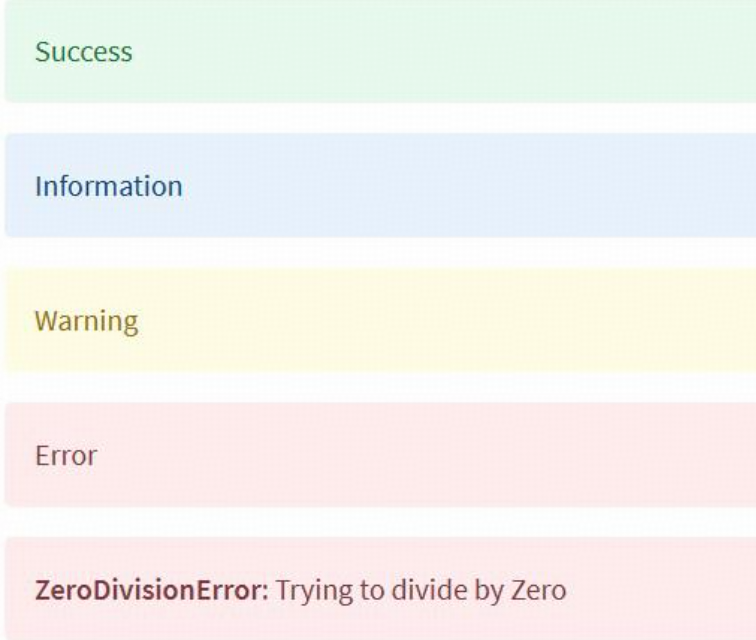 Success
Information
Warning
Error
ZeroDivisionError: Trying to divide by Zero